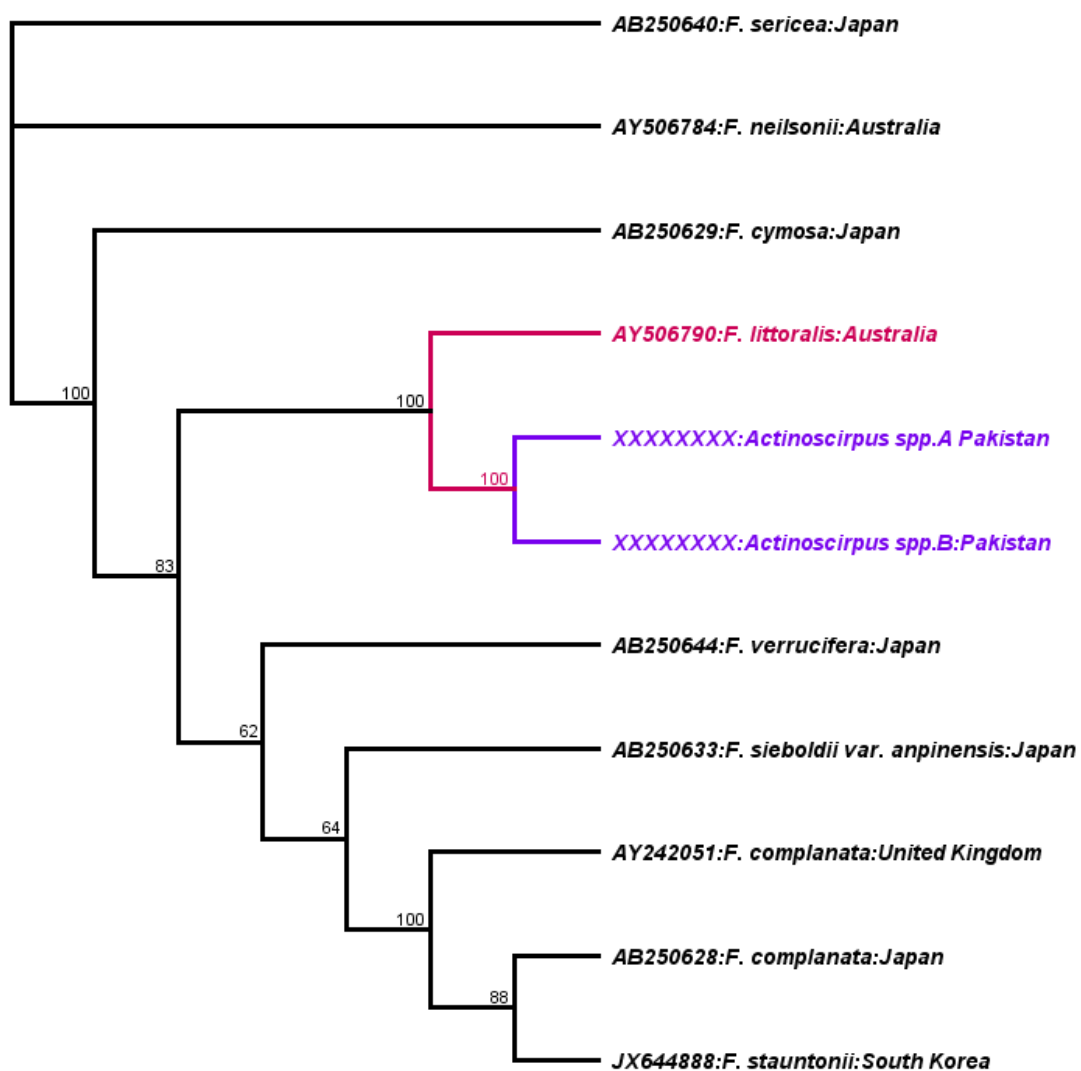 AB250640:F. sericea:Japan
AY506784:F. neilsonii:Australia
AB250629:F. cymosa:Japan
AY506790:F. littoralis:Australia
100
100
XXXXXXXX:Actinoscirpus spp.A Pakistan
100
XXXXXXXX:Actinoscirpus spp.B:Pakistan
83
AB250644:F. verrucifera:Japan
62
AB250633:F. sieboldii var. anpinensis:Japan
64
AY242051:F. complanata:United Kingdom
100
AB250628:F. complanata:Japan
88
JX644888:F. stauntonii:South Korea